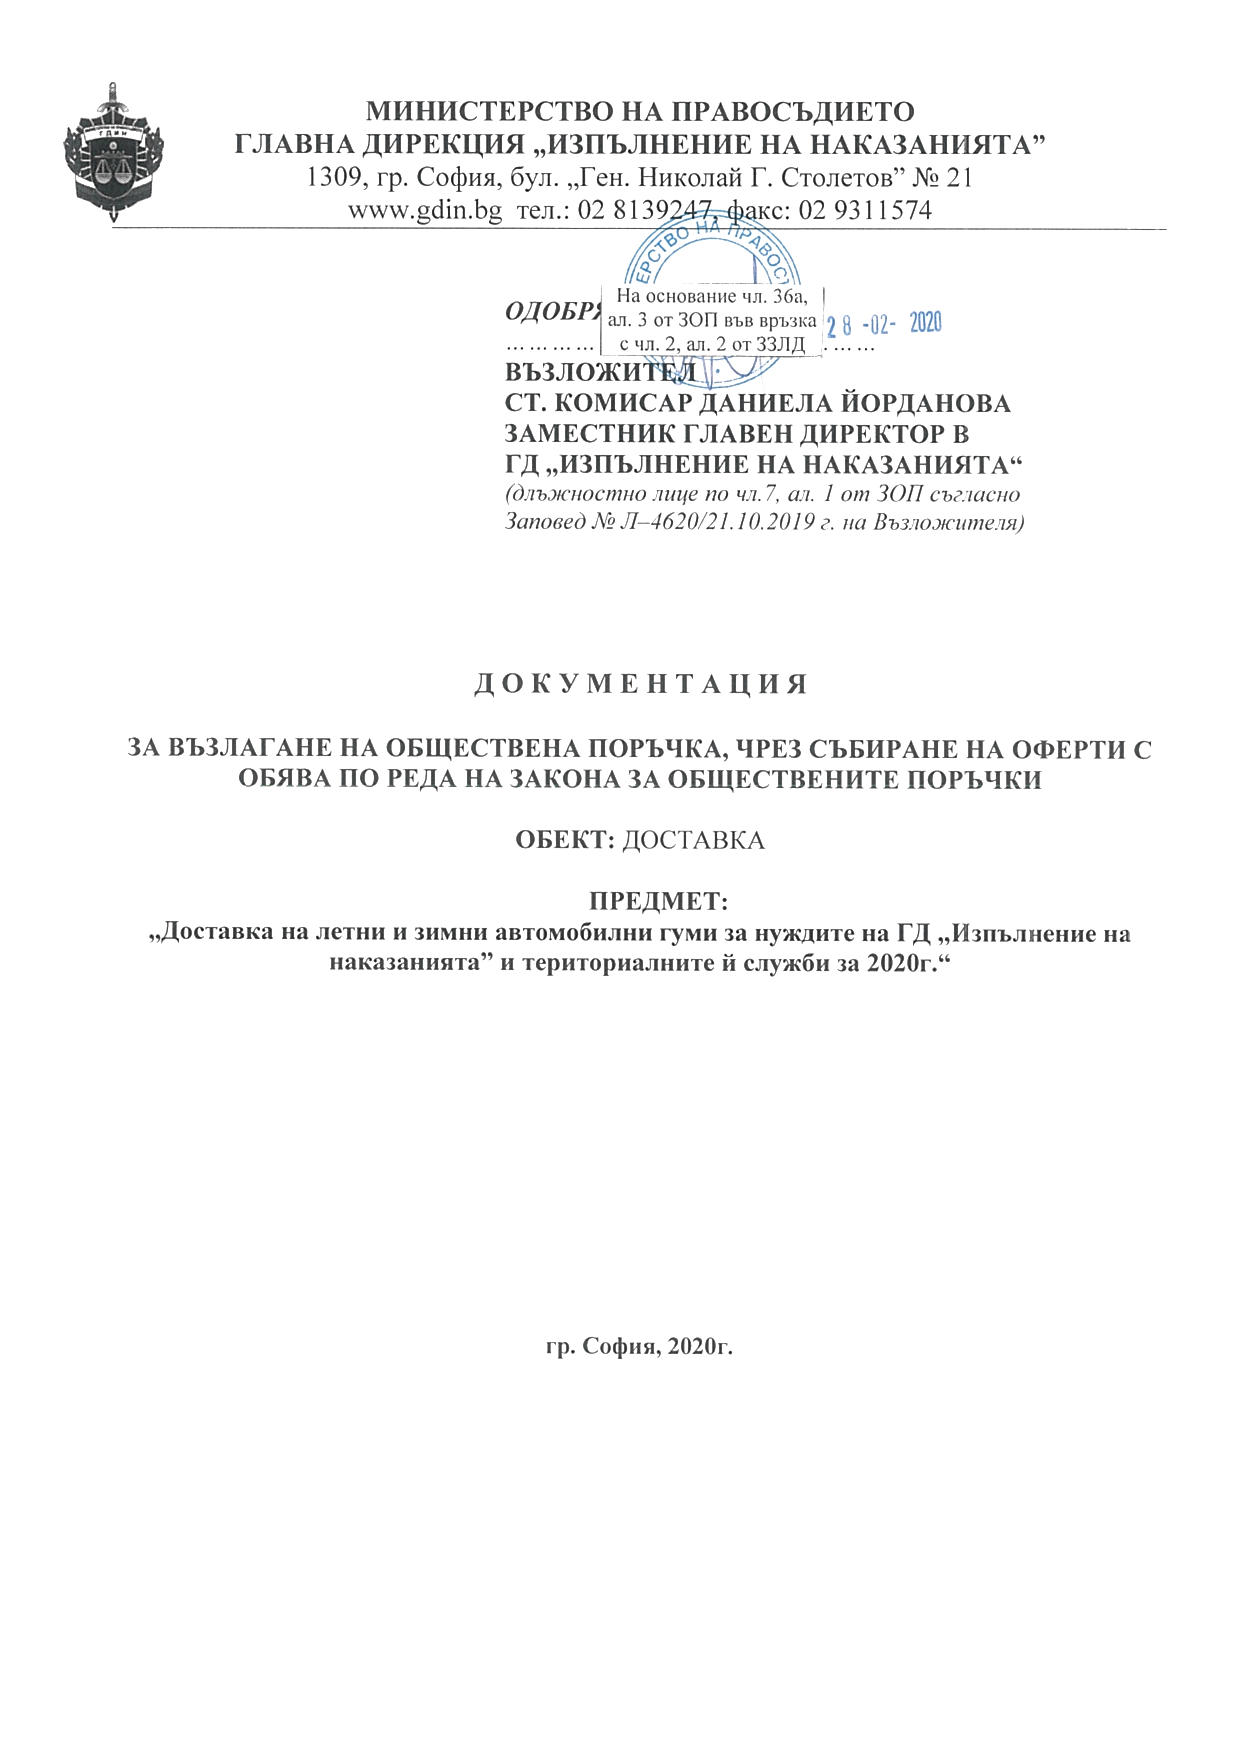 МИНИСТЕРСТВО НА ПРАВОСЪДИЕТО
ГЛАВНА ДИРЕКЦИЯ „ИЗПЪЛНЕНИЕ НА НАКАЗАНИЯТА”
1309, гр. София, бул. „Ген. Николай Г. Столетов” № 21
www.gdin.bg тел.: 02 8139247, факс: 02 9311574
ГДИН
ЕРСТВО НА ПРАВОС
ОДОБРЯ
На основание чл. 36а,
ал. 3 от ЗОП във връзка
с чл. 2, ал. 2 от ЗЗЛД
28 -02- 2020
… … … … . … …
ВЪЗЛОЖИТЕЛ
СТ. КОМИСАР ДАНИЕЛА ЙОРДАНОВА
ЗАМЕСТНИК ГЛАВЕН ДИРЕКТОР В
ГД „ИЗПЪЛНЕНИЕ НА НАКАЗАНИЯТА“
(длъжностно лице по чл.7, ал. 1 от ЗОП съгласно
Заповед № Л–4620/21.10.2019 г. на Възложителя)
Д О К У М Е Н Т А Ц И Я
ЗА ВЪЗЛАГАНЕ НА ОБЩЕСТВЕНА ПОРЪЧКА, ЧРЕЗ СЪБИРАНЕ НА ОФЕРТИ С
ОБЯВА ПО РЕДА НА ЗАКОНА ЗА ОБЩЕСТВЕНИТЕ ПОРЪЧКИ
ОБЕКТ: ДОСТАВКА
ПРЕДМЕТ:
„Доставка на летни и зимни автомобилни гуми за нуждите на ГД „Изпълнение на
наказанията” и териториалните й служби за 2020г.“
гр. София, 2020г.